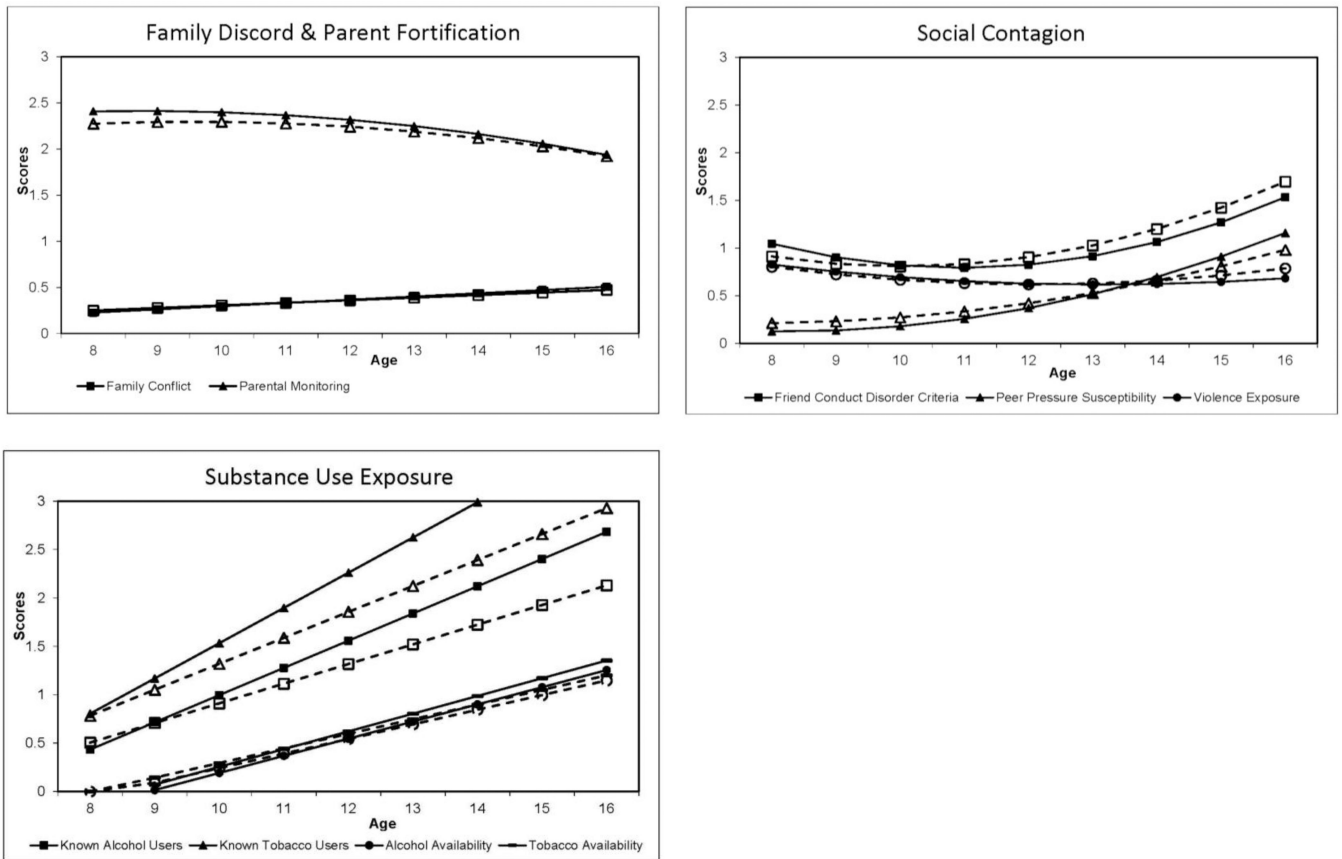 Family Discord & Parent Fortification
3
2.5
2
Scores
1.5
1
0.5
0
8 9 10 11 12 13 14 15 16
Age
Family Conflict Parental Monitoring
Social Contagion
3
2.5
2
Scores
1.5
1
0.5
0
8 9 10 11 12 13 14 15 16
Age
Friend Conduct Disorder Criteria Peer Pressure Susceptibility Violence Exposure
Substance Use Exposure
3
2.5
2
Scores
1.5
1
0.5
0
8 9 10 11 12 13 14 15 16
Age
Known Alcohol Users Known Tobacco Users Alcohol Availability Tobacco Availability